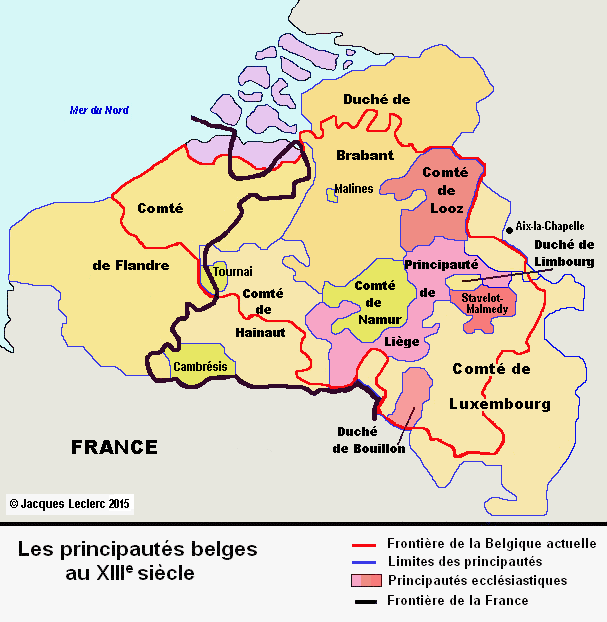 Mer du Nord
Duché de
Brabant
Malines
Comté
de
Looz
Comté
de Flandre
Aix-la-Chapelle
Duché de
Limbourg
Tournai
Principauté
de
Liège
Comté
de
Hainaut
Comté
de
Namur
Stavelot-
Malmedy
Cambrésis
Comté de
Luxembourg
Duché
de Bouillon
FRANCE
© Jacques Leclerc 2015
Les principautés belges
au XIIIe siècle
Frontière de la Belgique actuelle
Limites des principautés
Principautés ecclésiastiques
Frontière de la France